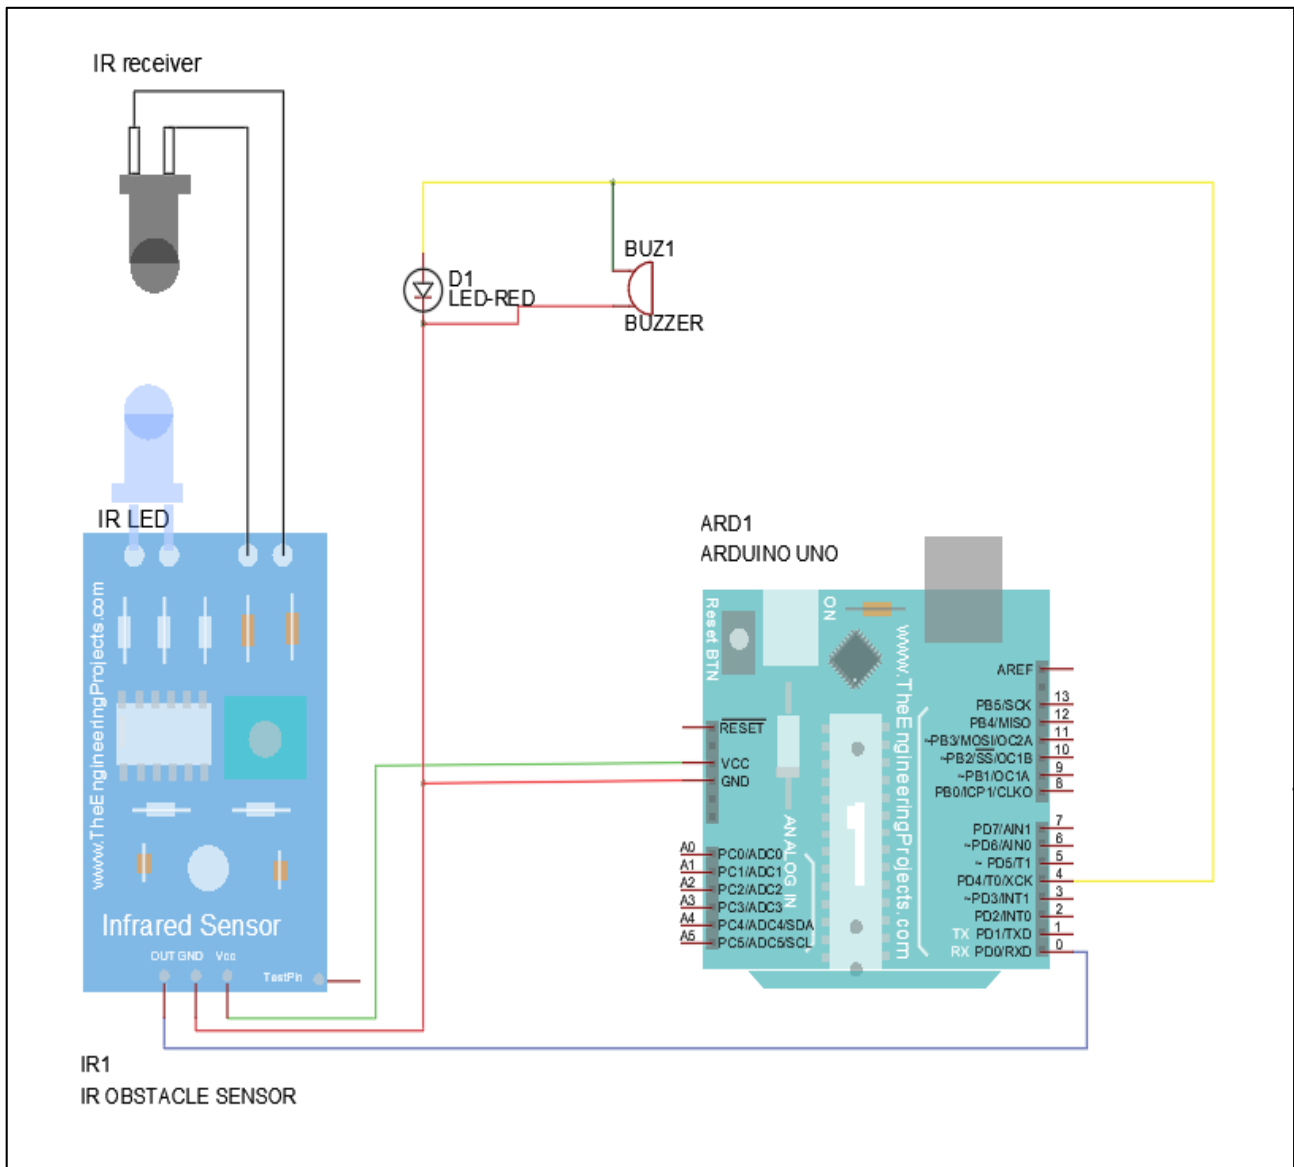 IR receiver
BUZ1
D1
LED-RED
BUZZER
IR LED
www.TheEngineeringProjects.com
Infrared Sensor
OUT GND Vcc
TestPin
IR1
IR OBSTACLE SENSOR
ARD1
ARDUINO UNO
Reset BTN
ON
www.TheEngineeringProjects.com
RESET
VCC
GND
ANALOG IN
1
A0 PC0/ADC0
A1 PC1/ADC1
A2 PC2/ADC2
A3 PC3/ADC3
A4 PC4/ADC4/SDA
A5 PC5/ADC5/SCL
AREF
PB5/SCK 13
PB4/MISO 12
~PB3/MOSI/OC2A 11
~PB2/SS/OC1B 10
~PB1/OC1A 9
PB0/ICP1/CLKO 8
PD7/AIN1 7
~PD6/AIN0 6
~ PD5/T1 5
PD4/T0/XCK 4
~PD3/INT1 3
PD2/INT0 2
TX PD1/TXD 1
RX PD0/RXD 0